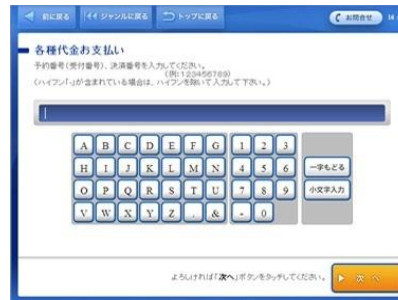 前に戻る
ジャンルに戻る
トップに戻る
お問合せ
各種代金お支払い
予約番号(受付番号)、決済番号を入力してください。
(例:123456789)
(ハイフン「-」が含まれている場合は、ハイフンを除いて入力して下さい。)
A B C D E F G 1 2 3
H I J K L M N 4 5 6 一字もどる
O P Q R S T U 7 8 9 小文字入力
V W X Y Z . & - 0
よろしければ「次へ」ボタンをタッチしてください。
次へ